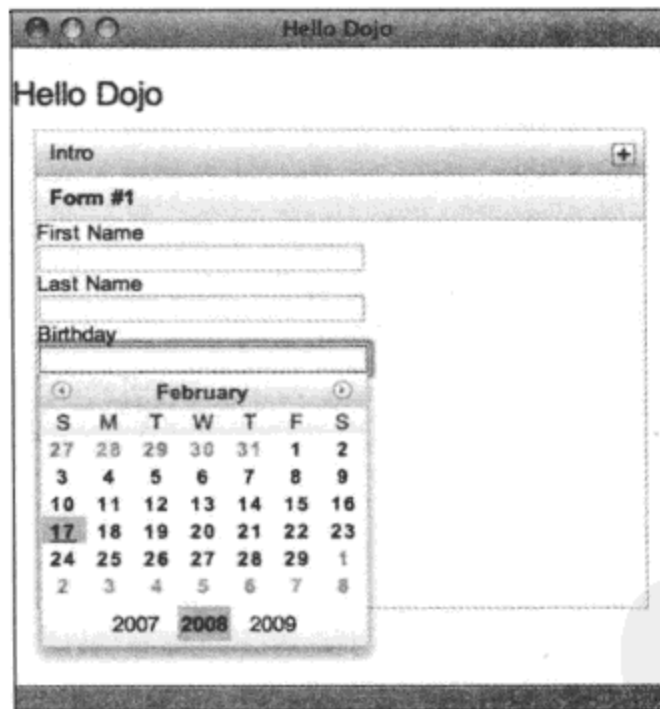 Hello Dojo
Hello Dojo
Intro
Form #1
First Name
Last Name
Birthday
February
S M T W T F S
27 28 29 30 31 1 2
3 4 5 6 7 8 9
10 11 12 13 14 15 16
17 18 19 20 21 22 23
24 25 26 27 28 29 1
2 3 4 5 6 7 8
2007 2008 2009